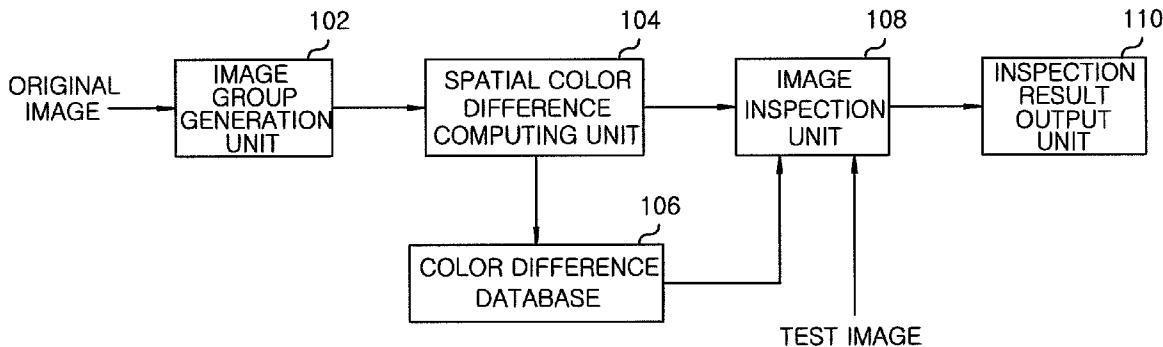 102
104
108
110
ORIGINAL
IMAGE
IMAGE
GROUP
GENERATION
UNIT
SPATIAL COLOR
DIFFERENCE
COMPUTING UNIT
IMAGE
INSPECTION
UNIT
INSPECTION
RESULT
OUTPUT
UNIT
106
COLOR DIFFERENCE
DATABASE
TEST IMAGE